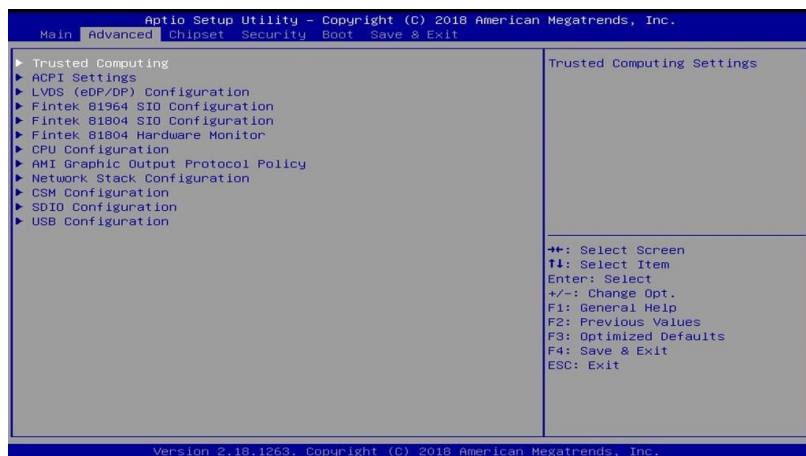 Aptio Setup Utility – Copyright (C) 2018 American Megatrends, Inc.
Main Advanced Chipset Security Boot Save & Exit
▶ Trusted Computing
▶ ACPI Settings
▶ LVDS (eDP/DP) Configuration
▶ Fintek 81964 SIO Configuration
▶ Fintek 81804 SIO Configuration
▶ Fintek 81804 Hardware Monitor
▶ CPU Configuration
▶ AMI Graphic Output Protocol Policy
▶ Network Stack Configuration
▶ CSM Configuration
▶ SDIO Configuration
▶ USB Configuration
Trusted Computing Settings
→←: Select Screen
↑↓: Select Item
Enter: Select
+/-: Change Opt.
F1: General Help
F2: Previous Values
F3: Optimized Defaults
F4: Save & Exit
ESC: Exit
Version 2.18.1263. Copyright (C) 2018 American Megatrends, Inc.